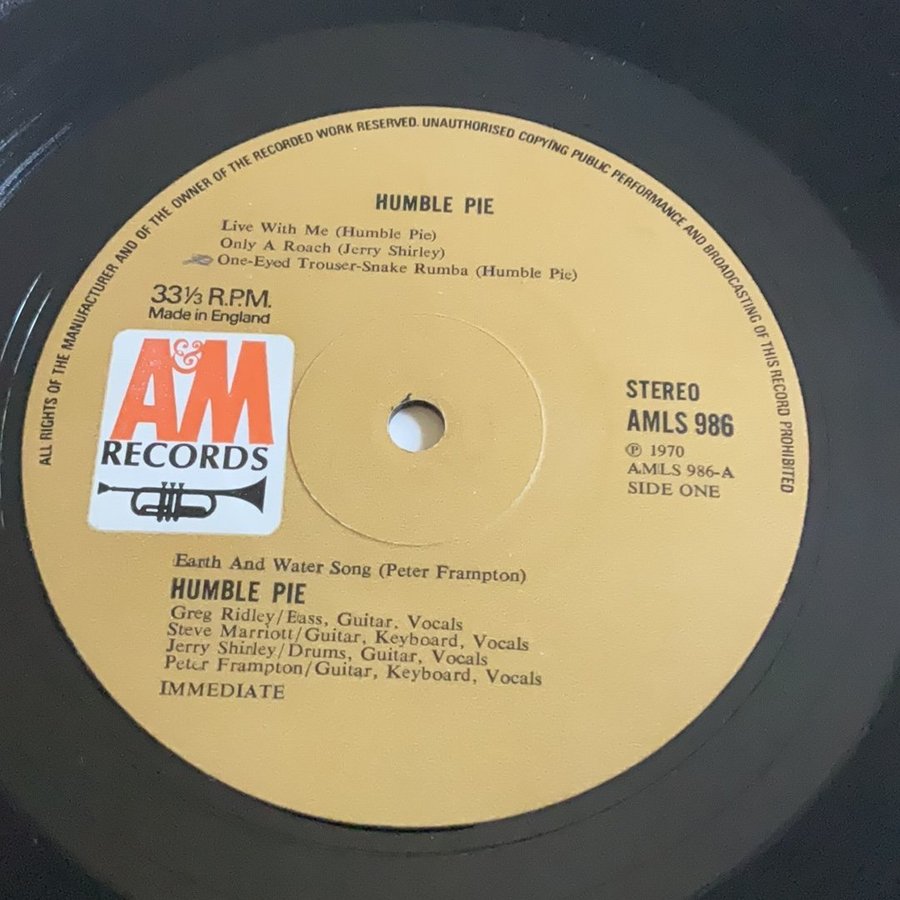 ALL RIGHTS OF THE MANUFACTURER AND OF THE OWNER OF THE RECORDED WORK RESERVED. UNAUTHORISED COPYING PUBLIC PERFORMANCE AND BROADCASTING OF THIS RECORD PROHIBITED
HUMBLE PIE
Live With Me (Humble Pie)
Only A Roach (Jerry Shirley)
One-Eyed Trouser-Snake Rumba (Humble Pie)
33⅓ R.P.M.
Made in England
A&M
RECORDS
STEREO
AMLS 986
℗ 1970
AMLS 986-A
SIDE ONE
Earth And Water Song (Peter Frampton)
HUMBLE PIE
Greg Ridley/Bass, Guitar, Vocals
Steve Marriott/Guitar, Keyboard, Vocals
Jerry Shirley/Drums, Guitar, Vocals
Peter Frampton/Guitar, Keyboard, Vocals
IMMEDIATE